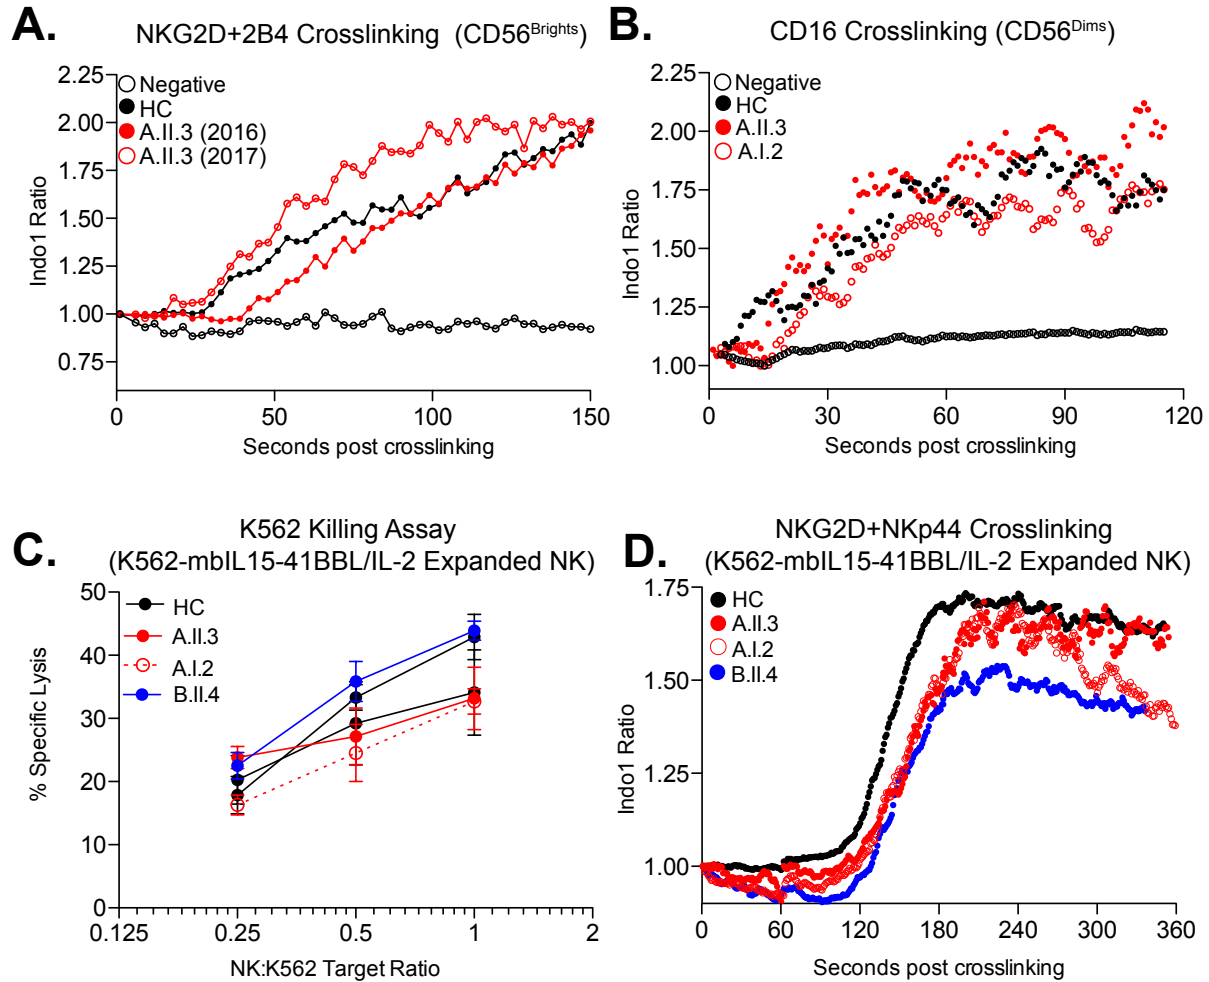 A.
NKG2D+2B4 Crosslinking (CD56Brights)
2.25
2.00
1.75
1.50
1.25
1.00
0.75
Indo1 Ratio
Negative
HC
A.II.3 (2016)
A.II.3 (2017)
0 50 100 150
Seconds post crosslinking
B.
CD16 Crosslinking (CD56Dims)
2.25
2.00
1.75
1.50
1.25
1.00
Indo1 Ratio
Negative
HC
A.II.3
A.I.2
0 30 60 90 120
Seconds post crosslinking
C.
K562 Killing Assay
(K562-mbIL15-41BBL/IL-2 Expanded NK)
50
40
30
20
10
0
% Specific Lysis
HC
A.II.3
A.I.2
B.II.4
0.125 0.25 0.5 1 2
NK:K562 Target Ratio
D.
NKG2D+NKp44 Crosslinking
(K562-mbIL15-41BBL/IL-2 Expanded NK)
1.75
1.50
1.25
1.00
Indo1 Ratio
HC
A.II.3
A.I.2
B.II.4
0 60 120 180 240 300 360
Seconds post crosslinking